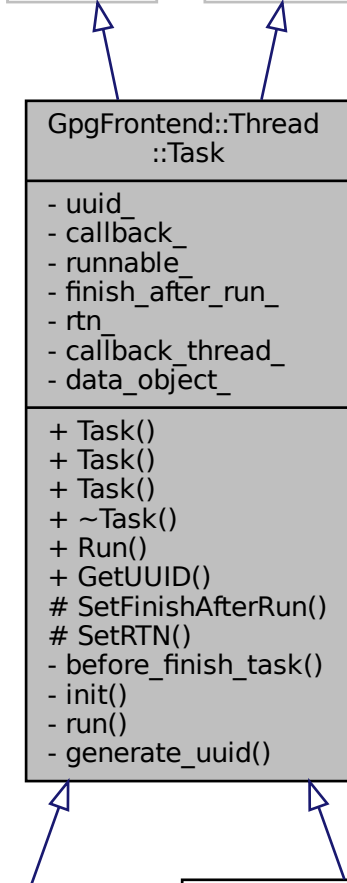 GpgFrontend::Thread
::Task
- uuid_
- callback_
- runnable_
- finish_after_run_
- rtn_
- callback_thread_
- data_object_
+ Task()
+ Task()
+ Task()
+ ~Task()
+ Run()
+ GetUUID()
# SetFinishAfterRun()
# SetRTN()
- before_finish_task()
- init()
- run()
- generate_uuid()